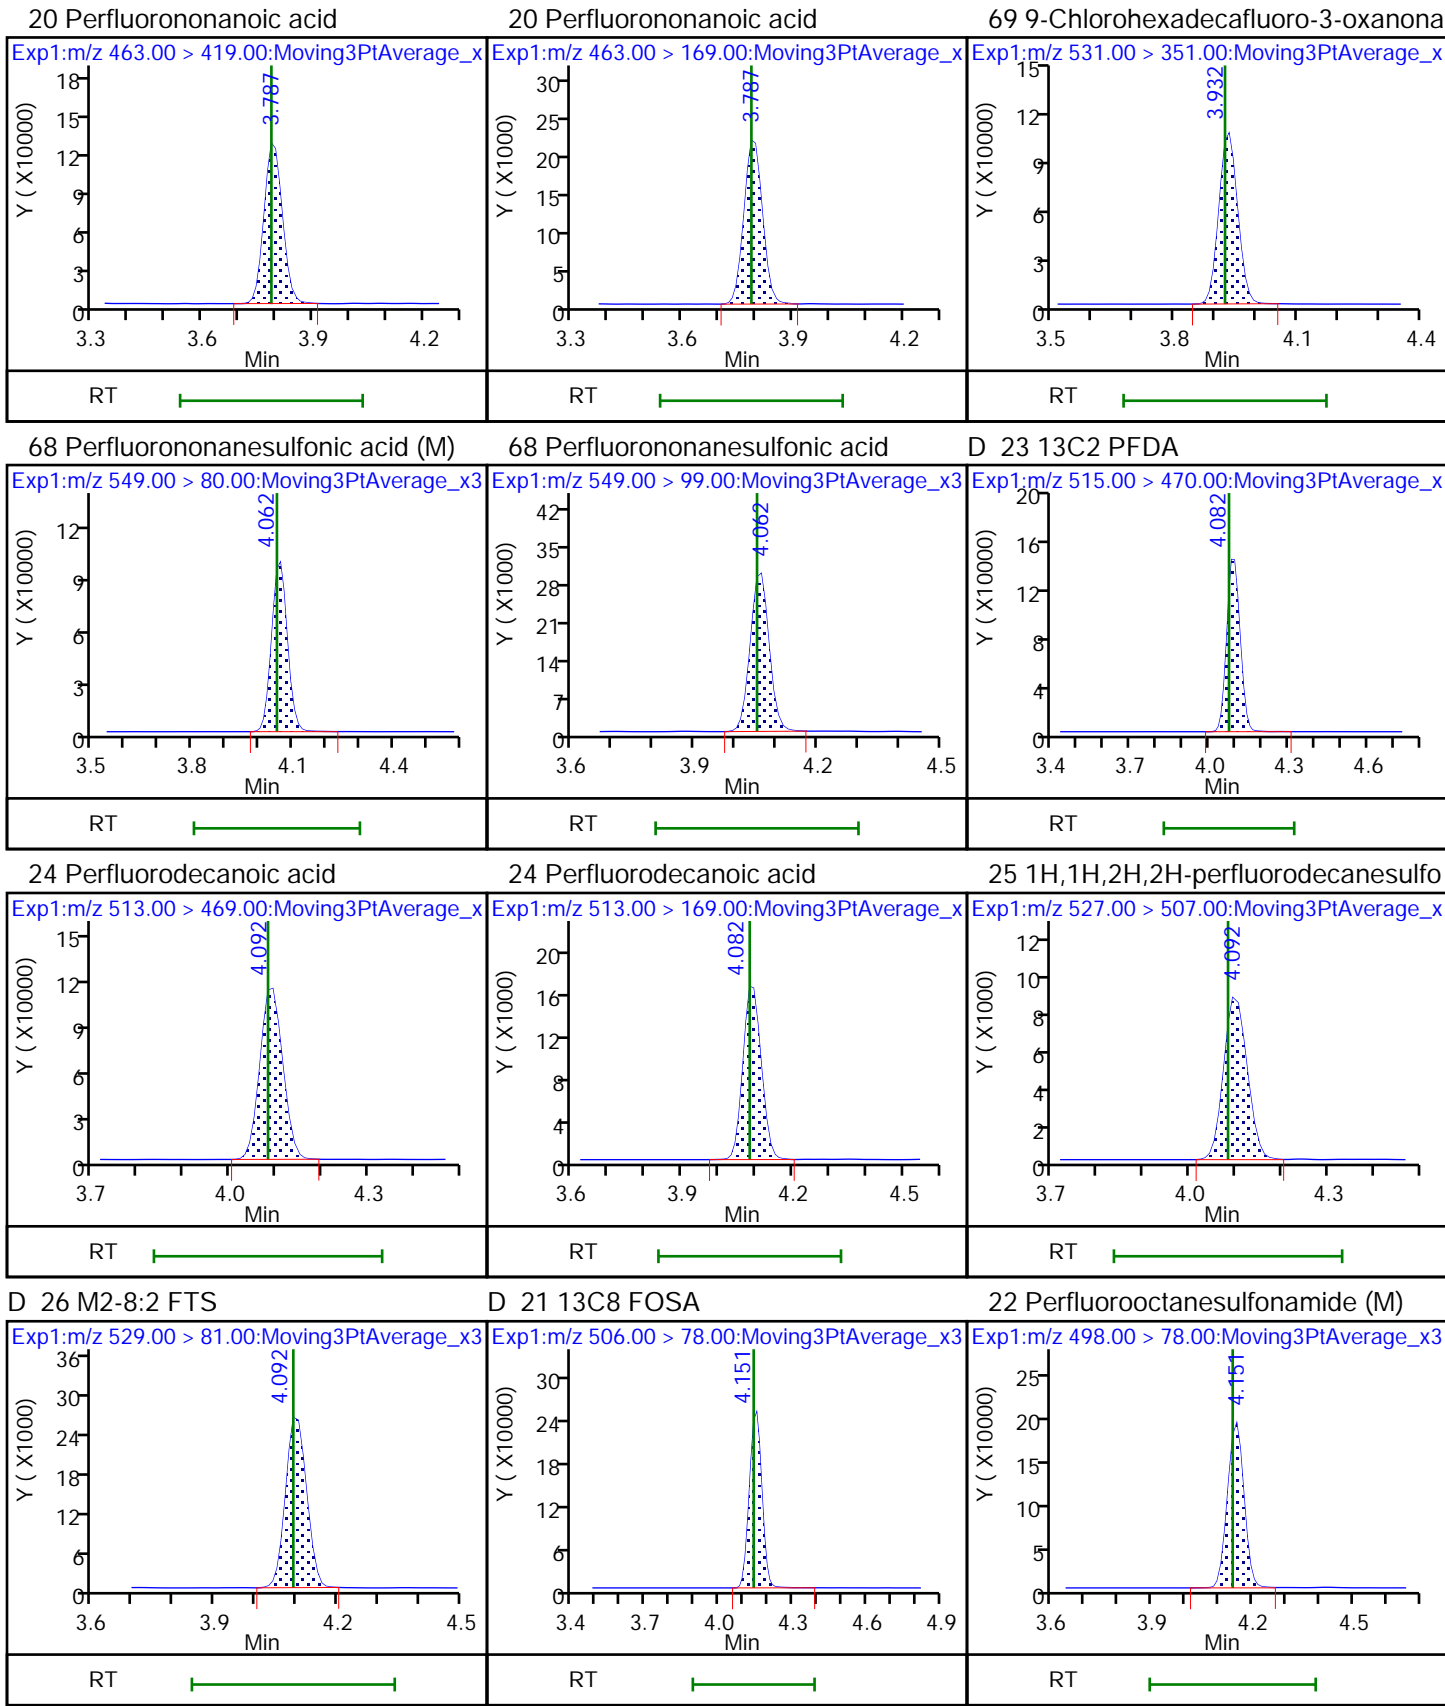 20 Perfluorononanoic acid
Exp1:m/z 463.00 > 419.00:Moving3PtAverage_x
Y ( X10000)
18
15
12
9
6
3
0
3.787
3.3 3.6 3.9 4.2
Min
RT
20 Perfluorononanoic acid
Exp1:m/z 463.00 > 169.00:Moving3PtAverage_x
Y ( X1000)
30
25
20
15
10
5
0
3.787
3.3 3.6 3.9 4.2
Min
RT
69 9-Chlorohexadecafluoro-3-oxanona
Exp1:m/z 531.00 > 351.00:Moving3PtAverage_x
Y ( X10000)
15
12
9
6
3
0
3.932
3.5 3.8 4.1 4.4
Min
RT
68 Perfluorononanesulfonic acid (M)
Exp1:m/z 549.00 > 80.00:Moving3PtAverage_x3
Y ( X10000)
12
9
6
3
0
4.062
3.5 3.8 4.1 4.4
Min
RT
68 Perfluorononanesulfonic acid
Exp1:m/z 549.00 > 99.00:Moving3PtAverage_x3
Y ( X1000)
42
35
28
21
14
7
0
4.062
3.6 3.9 4.2 4.5
Min
RT
D 23 13C2 PFDA
Exp1:m/z 515.00 > 470.00:Moving3PtAverage_x
Y ( X10000)
20
16
12
8
4
0
4.082
3.4 3.7 4.0 4.3 4.6
Min
RT
24 Perfluorodecanoic acid
Exp1:m/z 513.00 > 469.00:Moving3PtAverage_x
Y ( X10000)
15
12
9
6
3
0
4.092
3.7 4.0 4.3
Min
RT
24 Perfluorodecanoic acid
Exp1:m/z 513.00 > 169.00:Moving3PtAverage_x
Y ( X1000)
20
16
12
8
4
0
4.082
3.6 3.9 4.2 4.5
Min
RT
25 1H,1H,2H,2H-perfluorodecanesulfo
Exp1:m/z 527.00 > 507.00:Moving3PtAverage_x
Y ( X1000)
12
10
8
6
4
2
0
4.092
3.7 4.0 4.3
Min
RT
D 26 M2-8:2 FTS
Exp1:m/z 529.00 > 81.00:Moving3PtAverage_x3
Y ( X10000)
36
30
24
18
12
6
0
4.092
3.6 3.9 4.2 4.5
Min
RT
D 21 13C8 FOSA
Exp1:m/z 506.00 > 78.00:Moving3PtAverage_x3
Y ( X10000)
30
24
18
12
6
0
4.151
3.4 3.7 4.0 4.3 4.6 4.9
Min
RT
22 Perfluorooctanesulfonamide (M)
Exp1:m/z 498.00 > 78.00:Moving3PtAverage_x3
Y ( X10000)
25
20
15
10
5
0
4.151
3.6 3.9 4.2 4.5
Min
RT